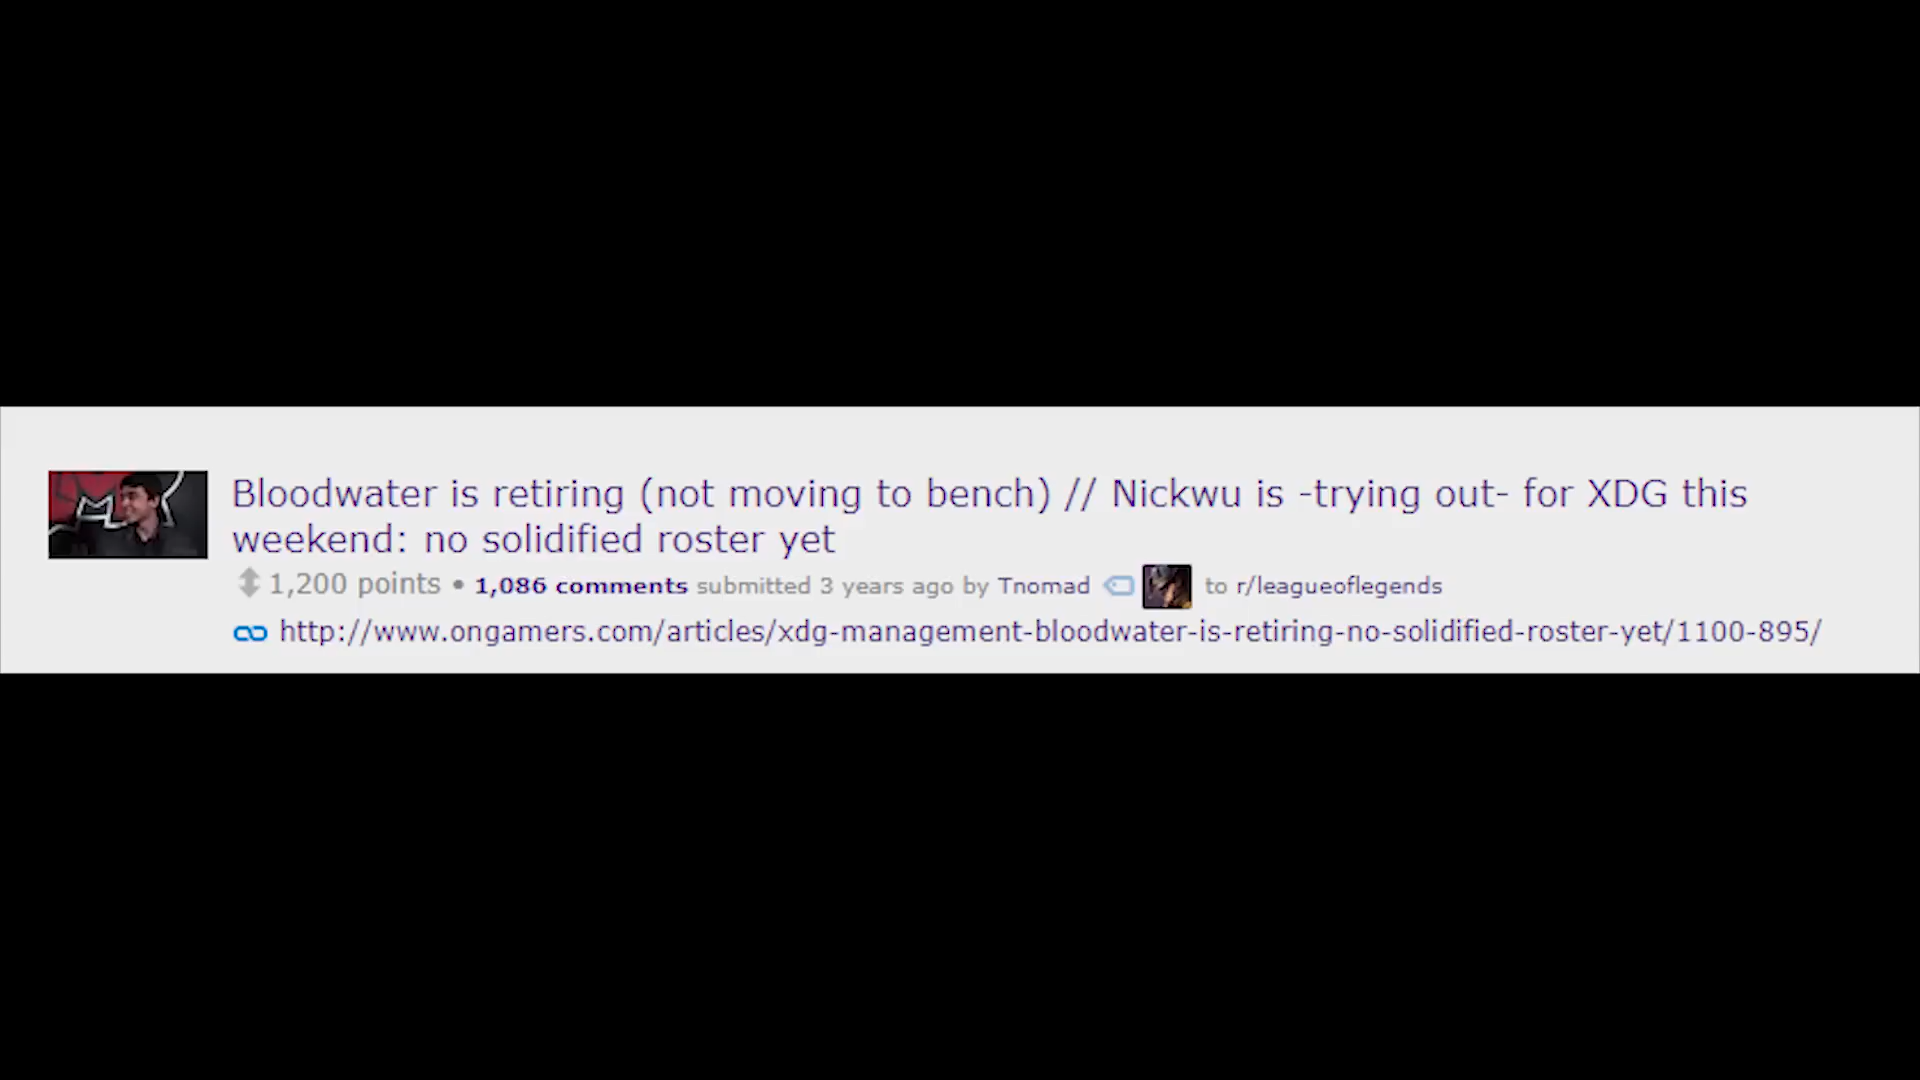 Bloodwater is retiring (not moving to bench) // Nickwu is -trying out- for XDG this
weekend: no solidified roster yet
1,200 points • 1,086 comments submitted 3 years ago by Tnomad to r/leagueoflegends
http://www.ongamers.com/articles/xdg-management-bloodwater-is-retiring-no-solidified-roster-yet/1100-895/